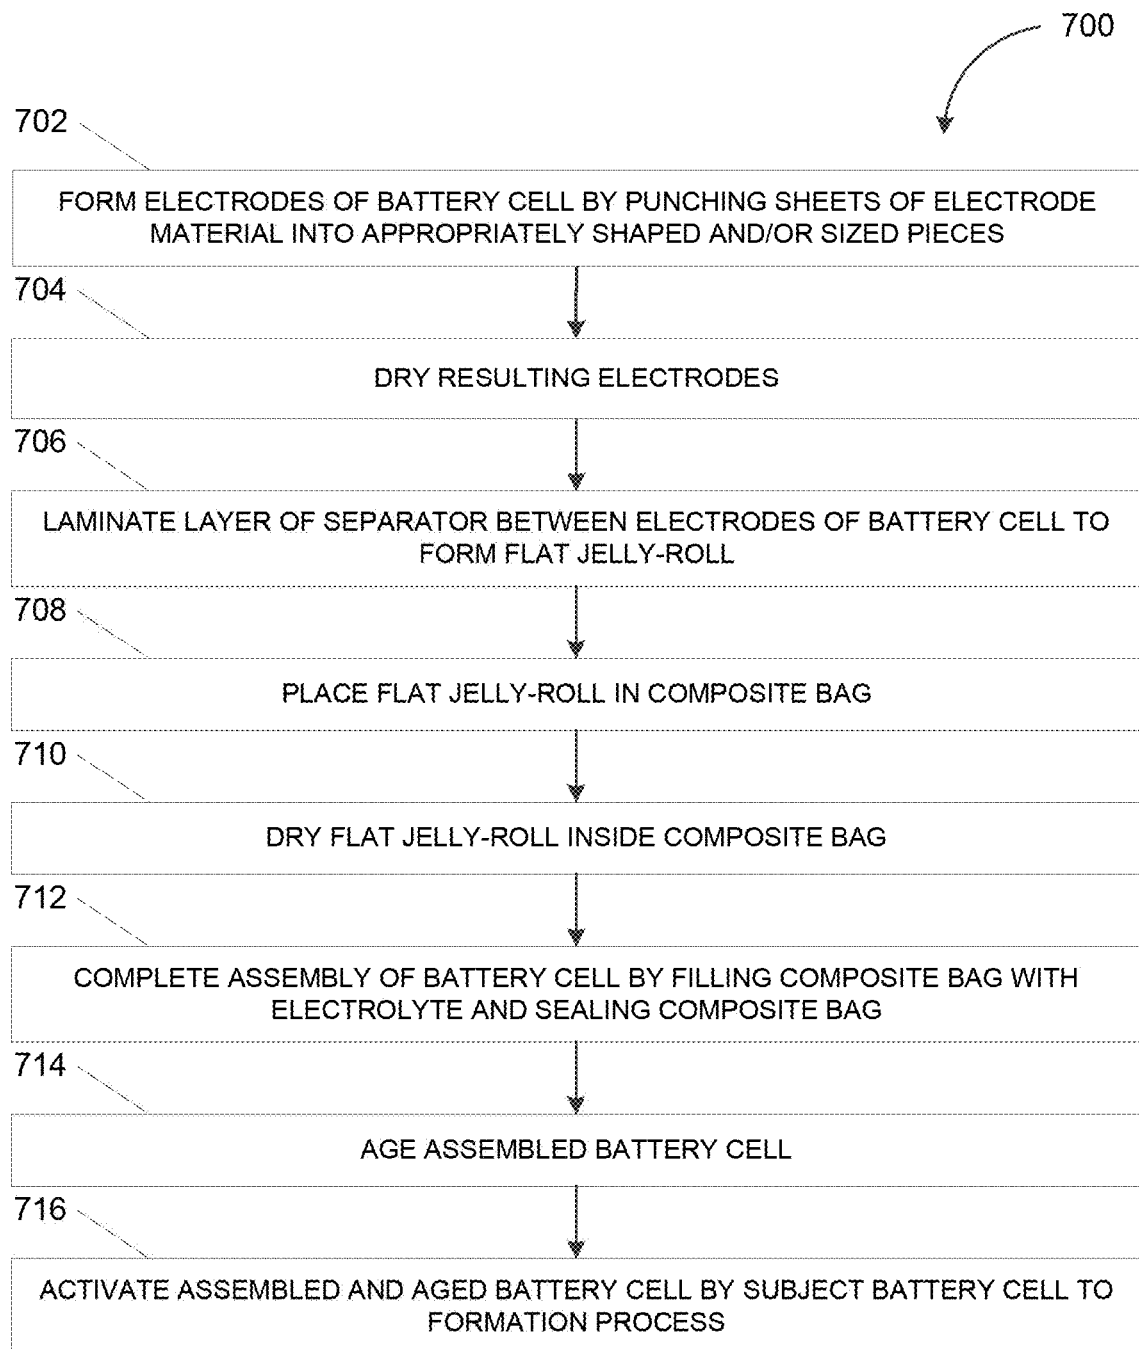 700
702
FORM ELECTRODES OF BATTERY CELL BY PUNCHING SHEETS OF ELECTRODE
MATERIAL INTO APPROPRIATELY SHAPED AND/OR SIZED PIECES
704
DRY RESULTING ELECTRODES
706
LAMINATE LAYER OF SEPARATOR BETWEEN ELECTRODES OF BATTERY CELL TO
FORM FLAT JELLY-ROLL
708
PLACE FLAT JELLY-ROLL IN COMPOSITE BAG
710
DRY FLAT JELLY-ROLL INSIDE COMPOSITE BAG
712
COMPLETE ASSEMBLY OF BATTERY CELL BY FILLING COMPOSITE BAG WITH
ELECTROLYTE AND SEALING COMPOSITE BAG
714
AGE ASSEMBLED BATTERY CELL
716
ACTIVATE ASSEMBLED AND AGED BATTERY CELL BY SUBJECT BATTERY CELL TO
FORMATION PROCESS